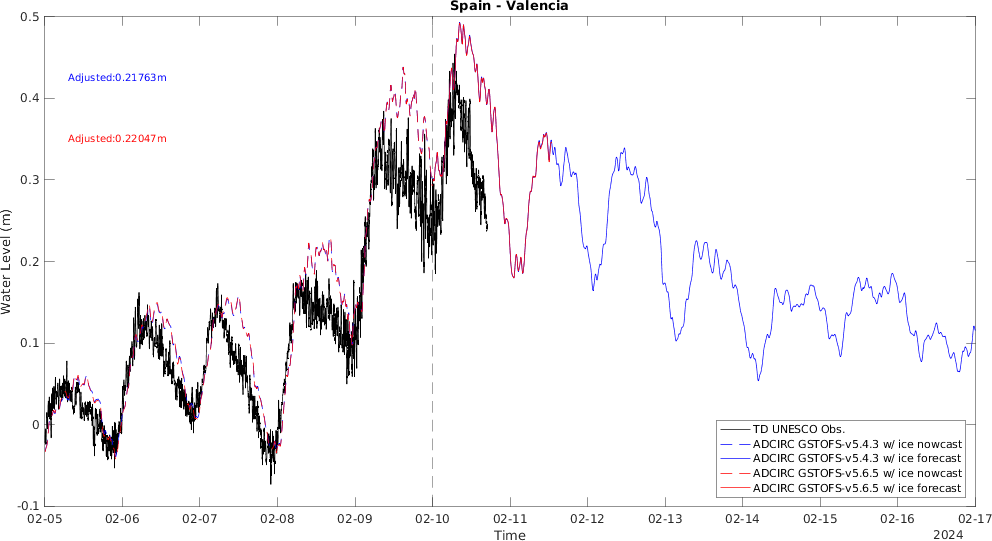 Spain - Valencia
0.5
0.4
0.3
0.2
0.1
0
-0.1
Water Level (m)
Adjusted:0.21763m
Adjusted:0.22047m
TD UNESCO Obs.
ADCIRC GSTOFS-v5.4.3 w/ ice nowcast
ADCIRC GSTOFS-v5.4.3 w/ ice forecast
ADCIRC GSTOFS-v5.6.5 w/ ice nowcast
ADCIRC GSTOFS-v5.6.5 w/ ice forecast
02-05 02-06 02-07 02-08 02-09 02-10 02-11 02-12 02-13 02-14 02-15 02-16 02-17
Time
2024